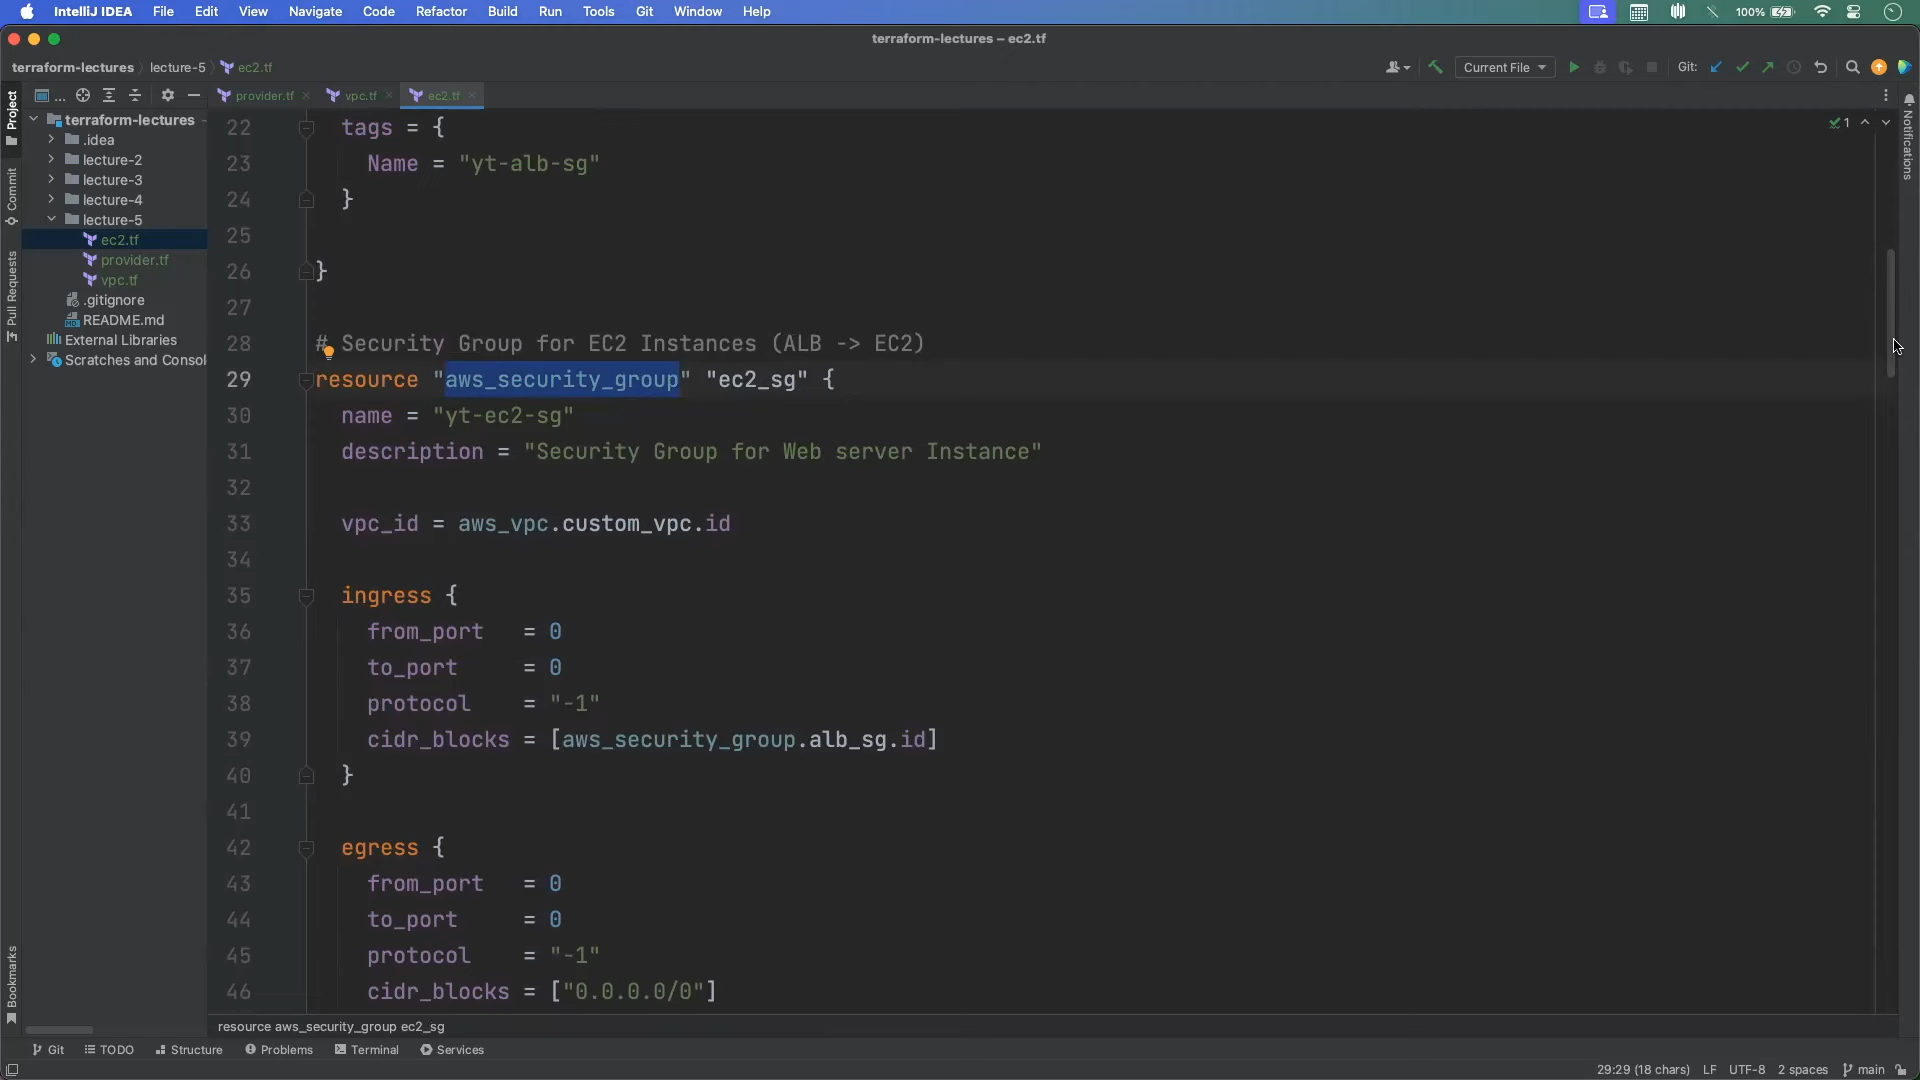 IntelliJ IDEA File Edit View Navigate Code Refactor Build Run Tools Git Window Help 100%
terraform-lectures – ec2.tf
terraform-lectures lecture-5 ec2.tf Current File Git:
Project ... provider.tf vpc.tf ec2.tf
terraform-lectures
.idea
lecture-2
lecture-3
lecture-4
lecture-5
ec2.tf
provider.tf
vpc.tf
.gitignore
README.md
External Libraries
Scratches and Consol
Commit
Pull Requests
Bookmarks
Notifications
1
22 tags = {
23 Name = "yt-alb-sg"
24 }
25
26 }
27
28 # Security Group for EC2 Instances (ALB -> EC2)
29 resource "aws_security_group" "ec2_sg" {
30 name = "yt-ec2-sg"
31 description = "Security Group for Web server Instance"
32
33 vpc_id = aws_vpc.custom_vpc.id
34
35 ingress {
36 from_port = 0
37 to_port = 0
38 protocol = "-1"
39 cidr_blocks = [aws_security_group.alb_sg.id]
40 }
41
42 egress {
43 from_port = 0
44 to_port = 0
45 protocol = "-1"
46 cidr_blocks = ["0.0.0.0/0"]
resource aws_security_group ec2_sg
Git TODO Structure Problems Terminal Services
29:29 (18 chars) LF UTF-8 2 spaces main